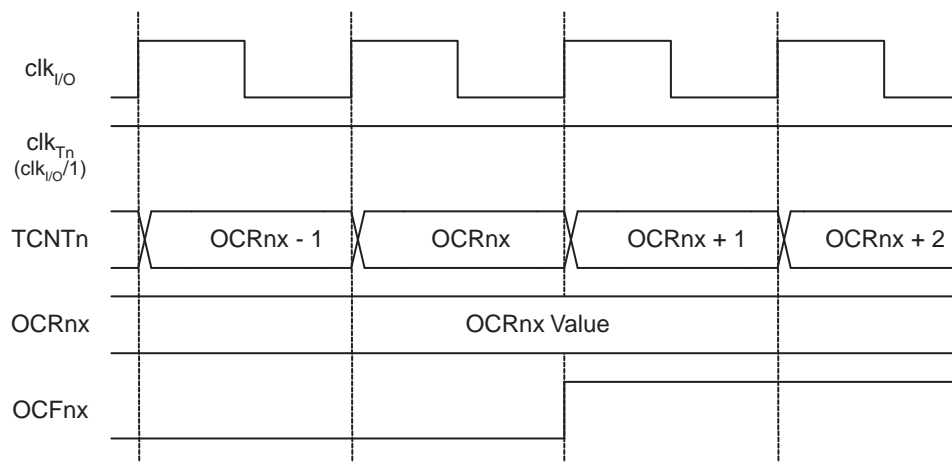 clkI/O
clkTn
(clkI/O/1)
TCNTn OCRnx - 1 OCRnx OCRnx + 1 OCRnx + 2
OCRnx OCRnx Value
OCFnx